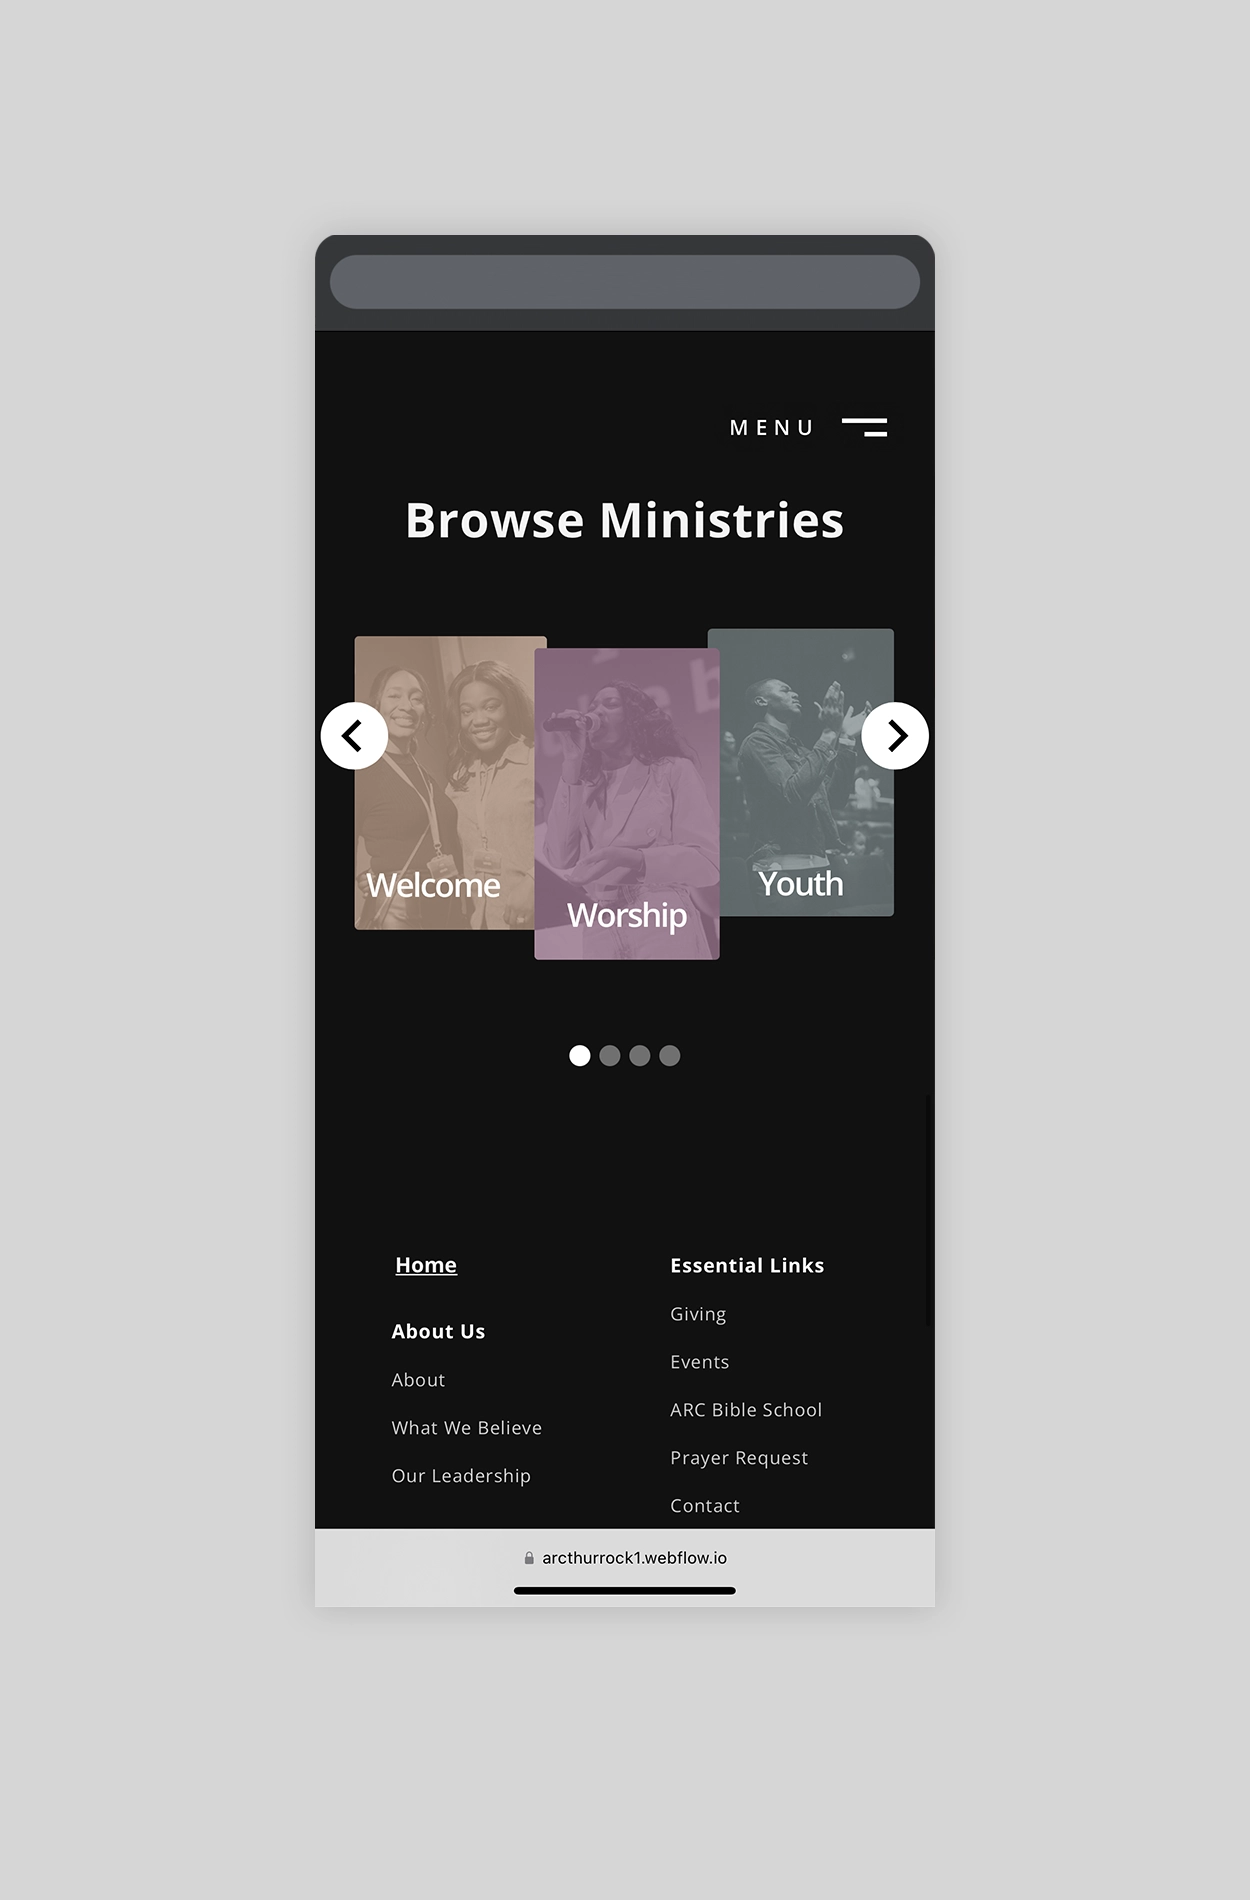 MENU
Browse Ministries
Welcome
Worship
Youth
Home
About Us
About
What We Believe
Our Leadership
Essential Links
Giving
Events
ARC Bible School
Prayer Request
Contact
arcthurrock1.webflow.io